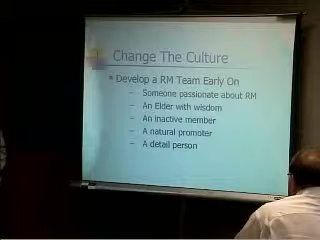 Change The Culture
* Develop a RM Team Early On
– Someone passionate about RM
– An Elder with wisdom
– An inactive member
– A natural promoter
– A detail person